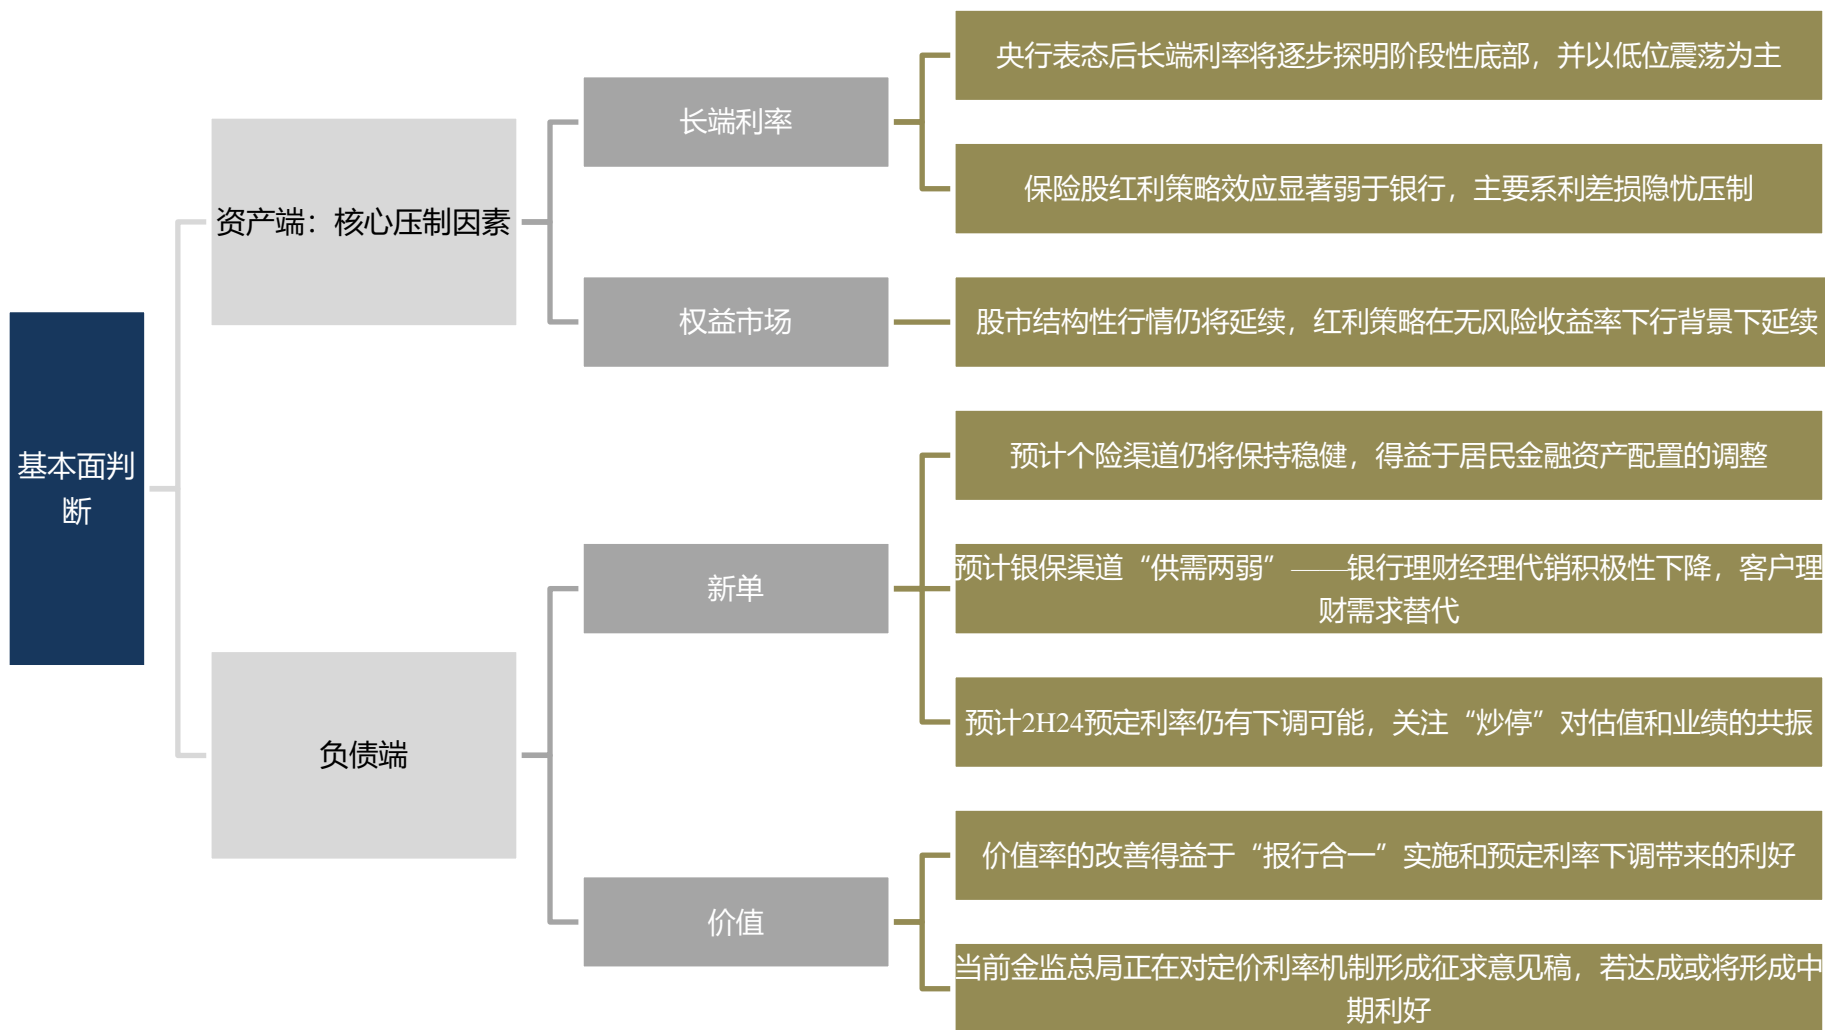 基本面判
断
资产端：核心压制因素
长端利率
央行表态后长端利率将逐步探明阶段性底部，并以低位震荡为主
保险股红利策略效应显著弱于银行，主要系利差损隐忧压制
权益市场
股市结构性行情仍将延续，红利策略在无风险收益率下行背景下延续
负债端
新单
预计个险渠道仍将保持稳健，得益于居民金融资产配置的调整
预计银保渠道“供需两弱”——银行理财经理代销积极性下降，客户理
财需求替代
预计2H24预定利率仍有下调可能，关注“炒停”对估值和业绩的共振
价值
价值率的改善得益于“报行合一”实施和预定利率下调带来的利好
当前金监总局正在对定价利率机制形成征求意见稿，若达成或将形成中
期利好